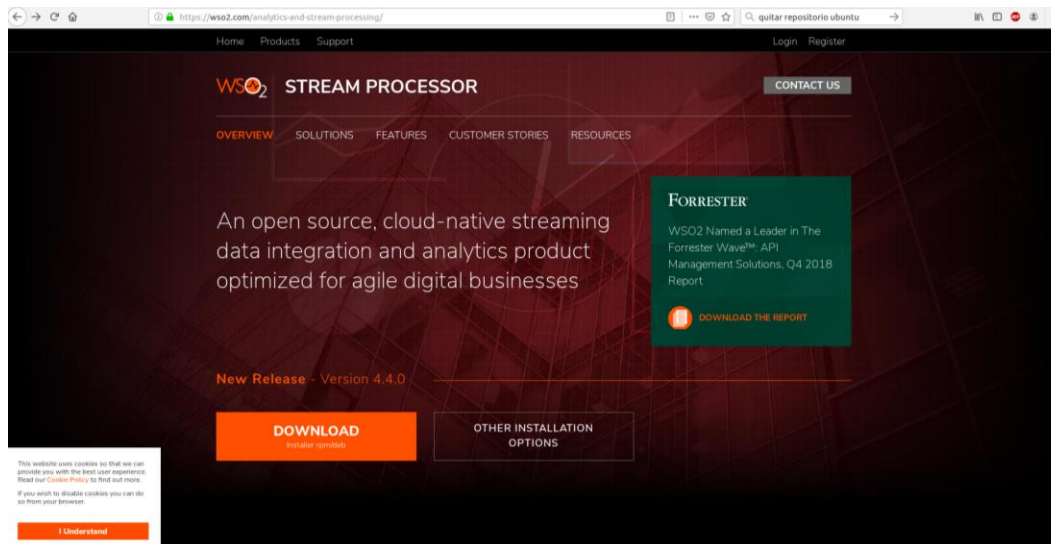 https://wso2.com/analytics-and-stream-processing/
quitar repositorio ubuntu
Home Products Support
Login Register
WSO2 STREAM PROCESSOR
CONTACT US
OVERVIEW SOLUTIONS FEATURES CUSTOMER STORIES RESOURCES
An open source, cloud-native streaming
data integration and analytics product
optimized for agile digital businesses
FORRESTER
WSO2 Named a Leader in The
Forrester Wave™: API
Management Solutions, Q4 2018
Report
DOWNLOAD THE REPORT
New Release - Version 4.4.0
DOWNLOAD
Installer rpm/deb
OTHER INSTALLATION
OPTIONS
This website uses cookies so that we can
provide you with the best user experience.
Read our Cookie Policy to find out more.
If you wish to disable cookies you can do
so from your browser.
I Understand